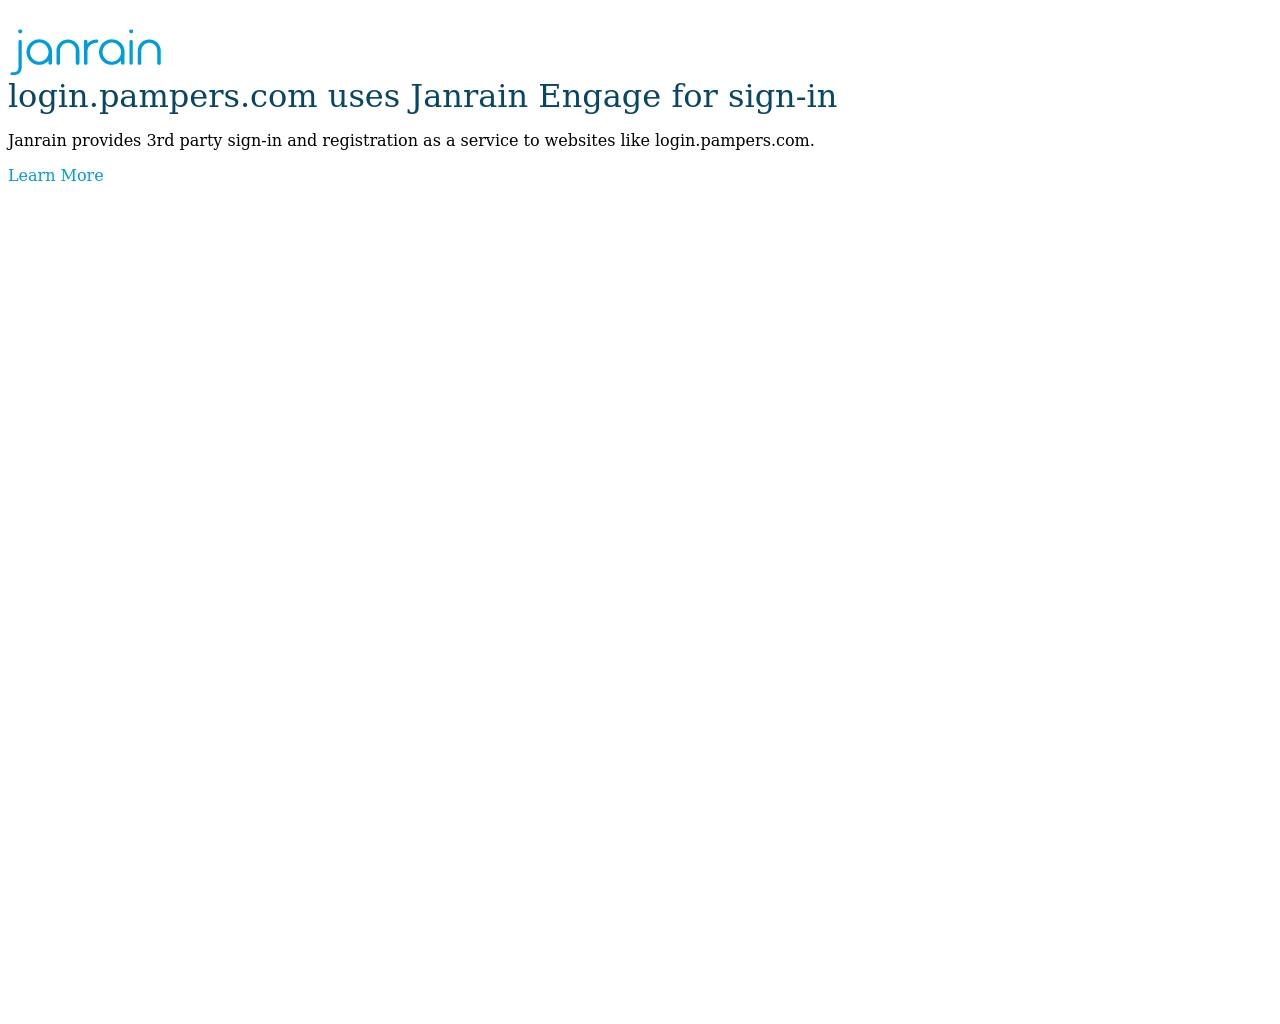 janrain
login.pampers.com uses Janrain Engage for sign-in
Janrain provides 3rd party sign-in and registration as a service to websites like login.pampers.com.
Learn More